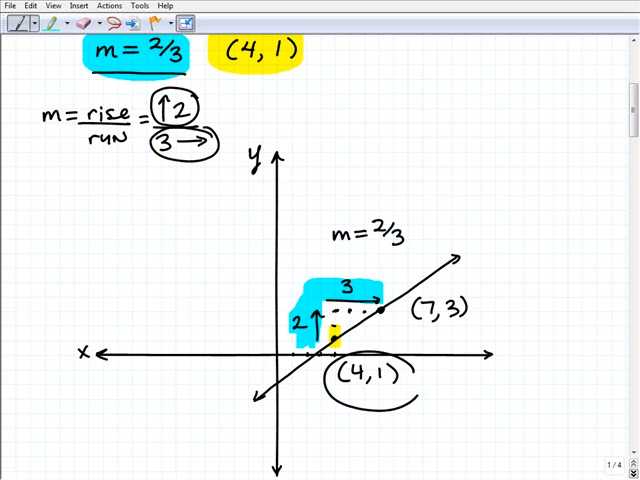 File Edit View Insert Actions Tools Help
m = 2/3 (4, 1)
m = rise/run = ↑2/3 →
y
m = 2/3
3
2
(7, 3)
x
(4, 1)
1 / 4